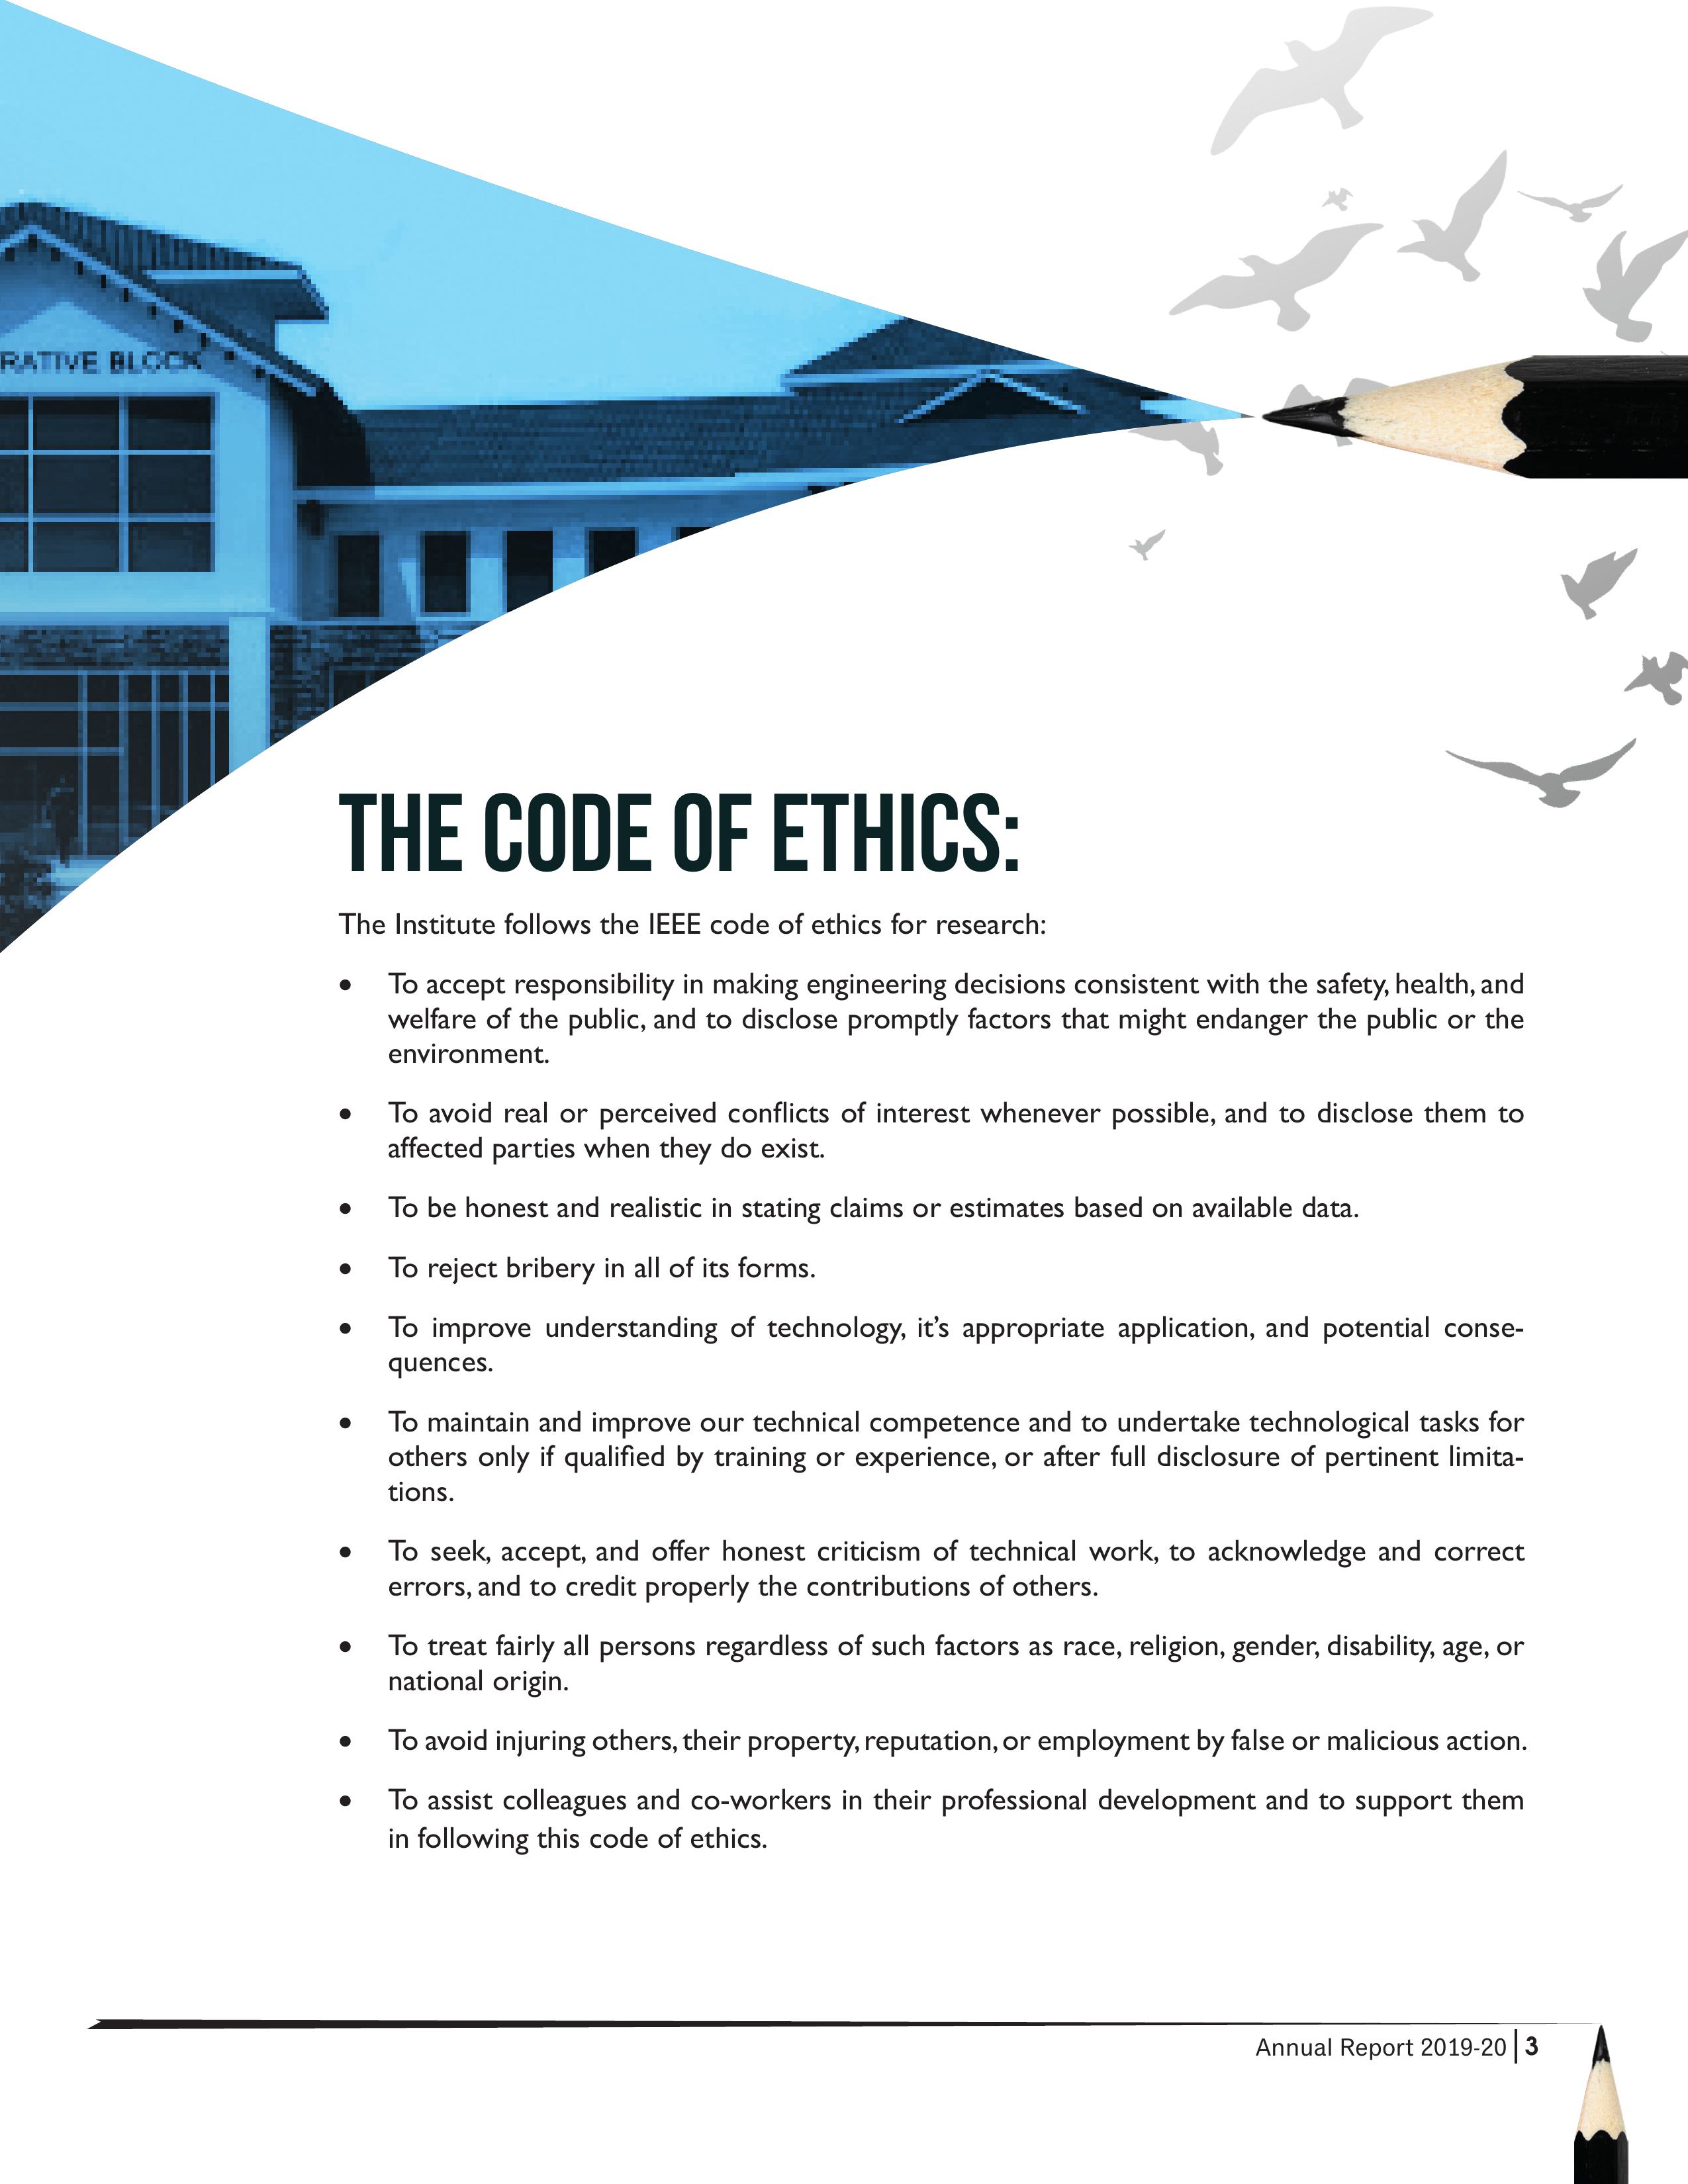 RATIVE BLOCK
THE CODE OF ETHICS:
The Institute follows the IEEE code of ethics for research:
• To accept responsibility in making engineering decisions consistent with the safety, health, and
welfare of the public, and to disclose promptly factors that might endanger the public or the
environment.
• To avoid real or perceived conflicts of interest whenever possible, and to disclose them to
affected parties when they do exist.
• To be honest and realistic in stating claims or estimates based on available data.
• To reject bribery in all of its forms.
• To improve understanding of technology, it’s appropriate application, and potential conse-
quences.
• To maintain and improve our technical competence and to undertake technological tasks for
others only if qualified by training or experience, or after full disclosure of pertinent limita-
tions.
• To seek, accept, and offer honest criticism of technical work, to acknowledge and correct
errors, and to credit properly the contributions of others.
• To treat fairly all persons regardless of such factors as race, religion, gender, disability, age, or
national origin.
• To avoid injuring others, their property, reputation, or employment by false or malicious action.
• To assist colleagues and co-workers in their professional development and to support them
in following this code of ethics.
Annual Report 2019-20 | 3